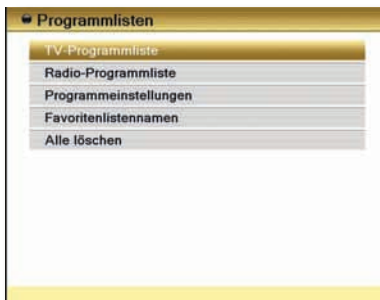 Programmlisten
TV-Programmliste
Radio-Programmliste
Programmeinstellungen
Favoritenlistennamen
Alle löschen